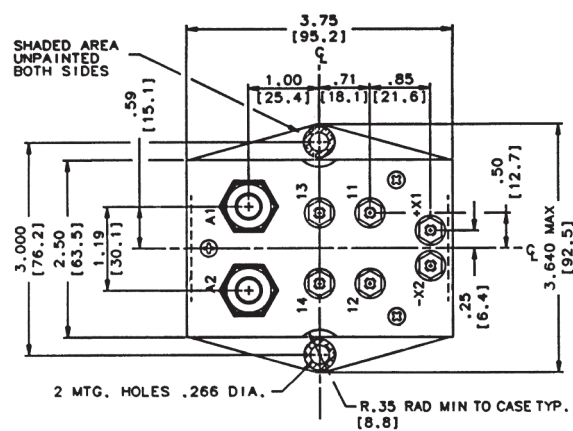 3.75
[95.2]
SHADED AREA
UNPAINTED
BOTH SIDES
C
L
1.00
[25.4]
.71
[18.1]
.85
[21.6]
.59
[15.1]
3.000
[76.2]
2.50
[63.5]
1.19
[30.1]
A1
A2
13
11
+X1
14
12
-X2
.50
[12.7]
C
L
3.640 MAX
[92.5]
.25
[6.4]
2 MTG. HOLES .266 DIA.
R.35 RAD MIN TO CASE TYP.
[8.8]